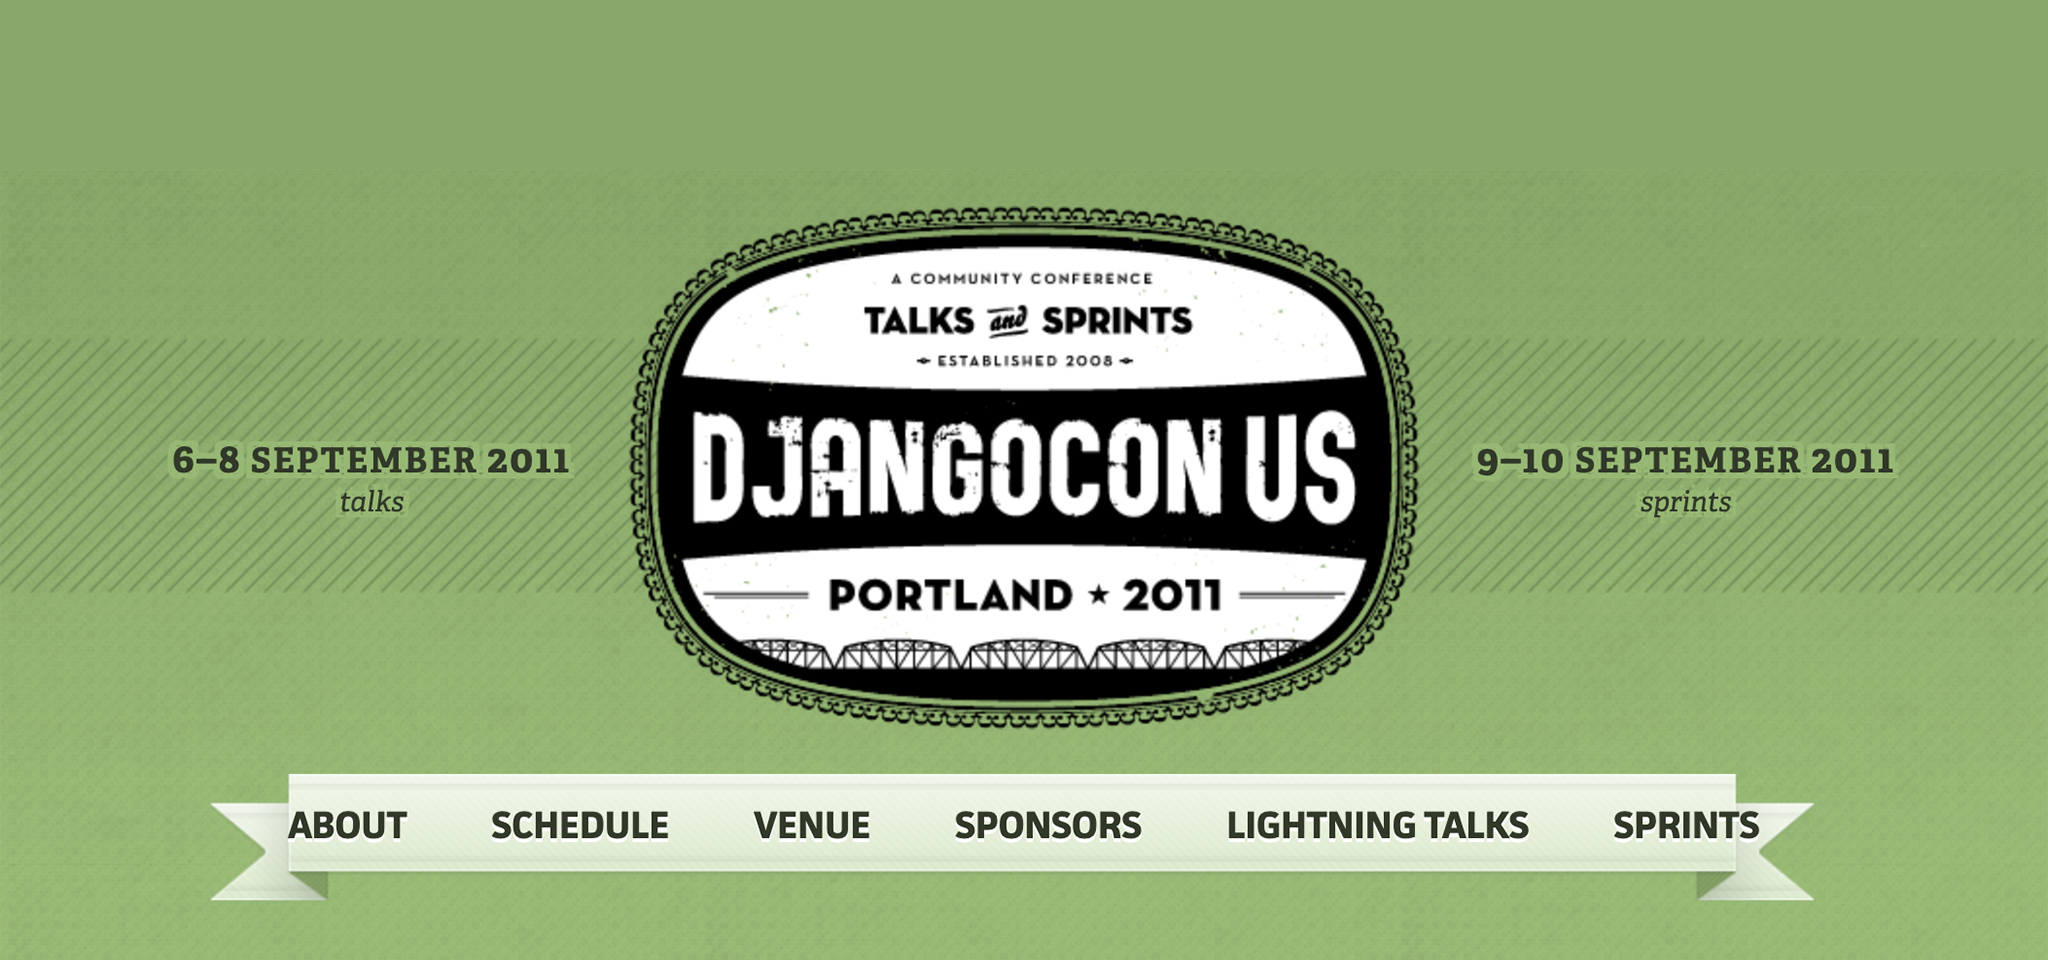 A COMMUNITY CONFERENCE
TALKS and SPRINTS
ESTABLISHED 2008
DJANGOCON US
PORTLAND ★ 2011
6–8 SEPTEMBER 2011
talks
9–10 SEPTEMBER 2011
sprints
ABOUT SCHEDULE VENUE SPONSORS LIGHTNING TALKS SPRINTS